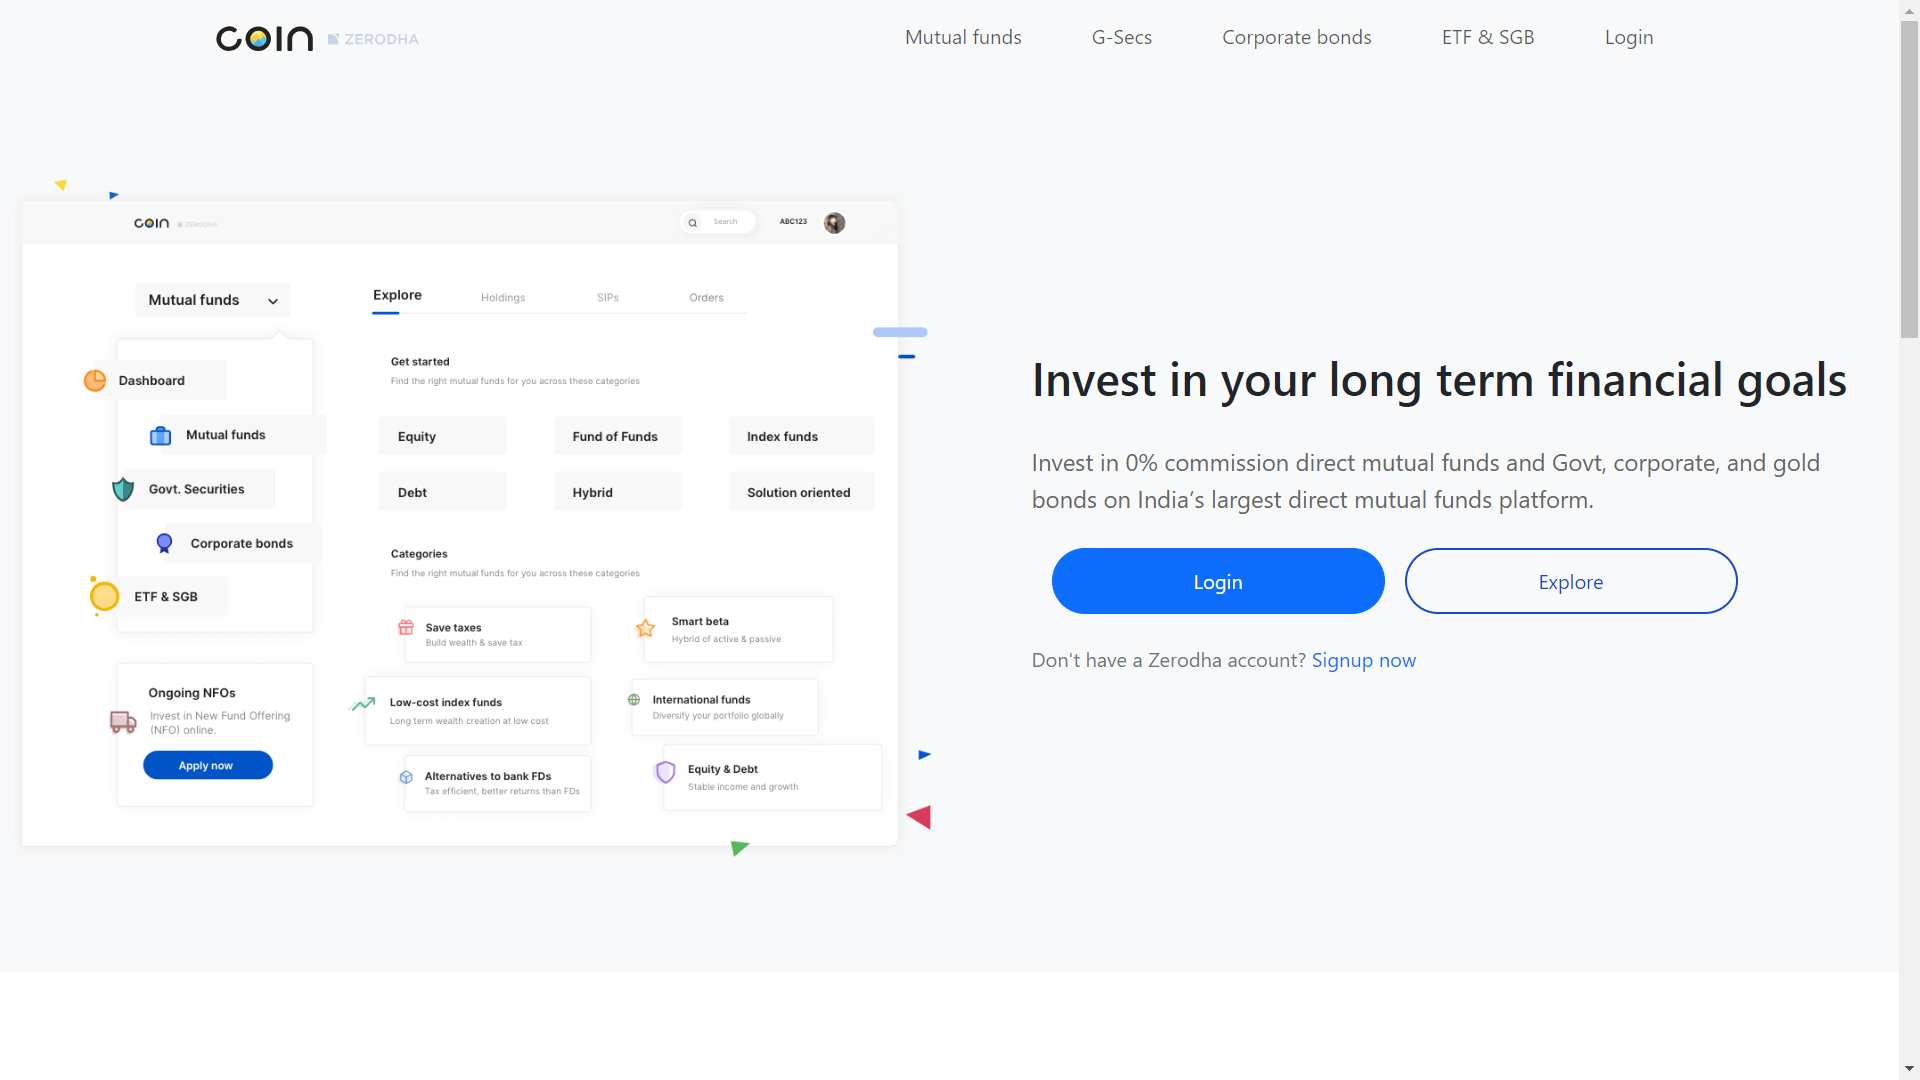 COIN ZERODHA
Mutual funds
G-Secs
Corporate bonds
ETF & SGB
Login
COIN ZERODHA
Search
ABC123
Mutual funds
Explore
Holdings
SIPs
Orders
Dashboard
Mutual funds
Govt. Securities
Corporate bonds
ETF & SGB
Get started
Find the right mutual funds for you across these categories
Equity
Fund of Funds
Index funds
Debt
Hybrid
Solution oriented
Categories
Find the right mutual funds for you across these categories
Save taxes
Build wealth & save tax
Smart beta
Hybrid of active & passive
Low-cost index funds
Long term wealth creation at low cost
International funds
Diversify your portfolio globally
Alternatives to bank FDs
Tax efficient, better returns than FDs
Equity & Debt
Stable income and growth
Ongoing NFOs
Invest in New Fund Offering
(NFO) online.
Apply now
Invest in your long term financial goals
Invest in 0% commission direct mutual funds and Govt, corporate, and gold
bonds on India’s largest direct mutual funds platform.
Login
Explore
Don't have a Zerodha account? Signup now